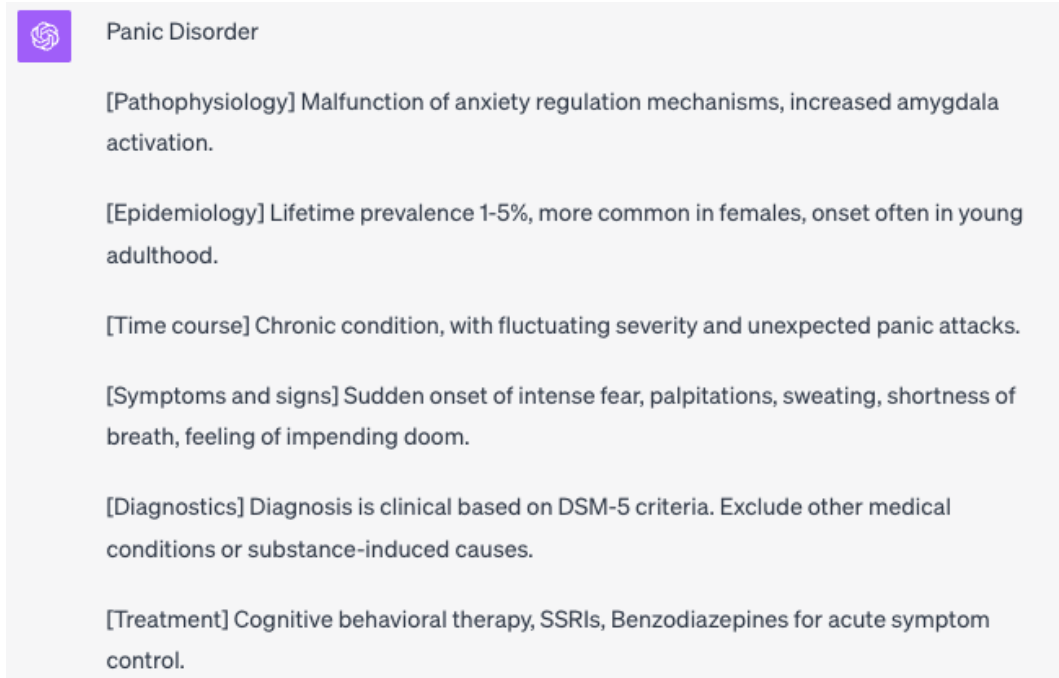 Panic Disorder
[Pathophysiology] Malfunction of anxiety regulation mechanisms, increased amygdala
activation.
[Epidemiology] Lifetime prevalence 1-5%, more common in females, onset often in young
adulthood.
[Time course] Chronic condition, with fluctuating severity and unexpected panic attacks.
[Symptoms and signs] Sudden onset of intense fear, palpitations, sweating, shortness of
breath, feeling of impending doom.
[Diagnostics] Diagnosis is clinical based on DSM-5 criteria. Exclude other medical
conditions or substance-induced causes.
[Treatment] Cognitive behavioral therapy, SSRIs, Benzodiazepines for acute symptom
control.